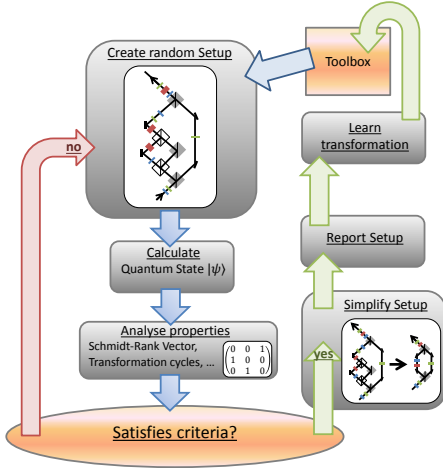 Create random Setup
Toolbox
no
Learn
transformation
Calculate
Quantum State |ψ⟩
Report Setup
Analyse properties
Schmidt-Rank Vector,
Transformation cycles, ...
0 0 1
1 0 0
0 1 0
Simplify Setup
yes
Satisfies criteria?